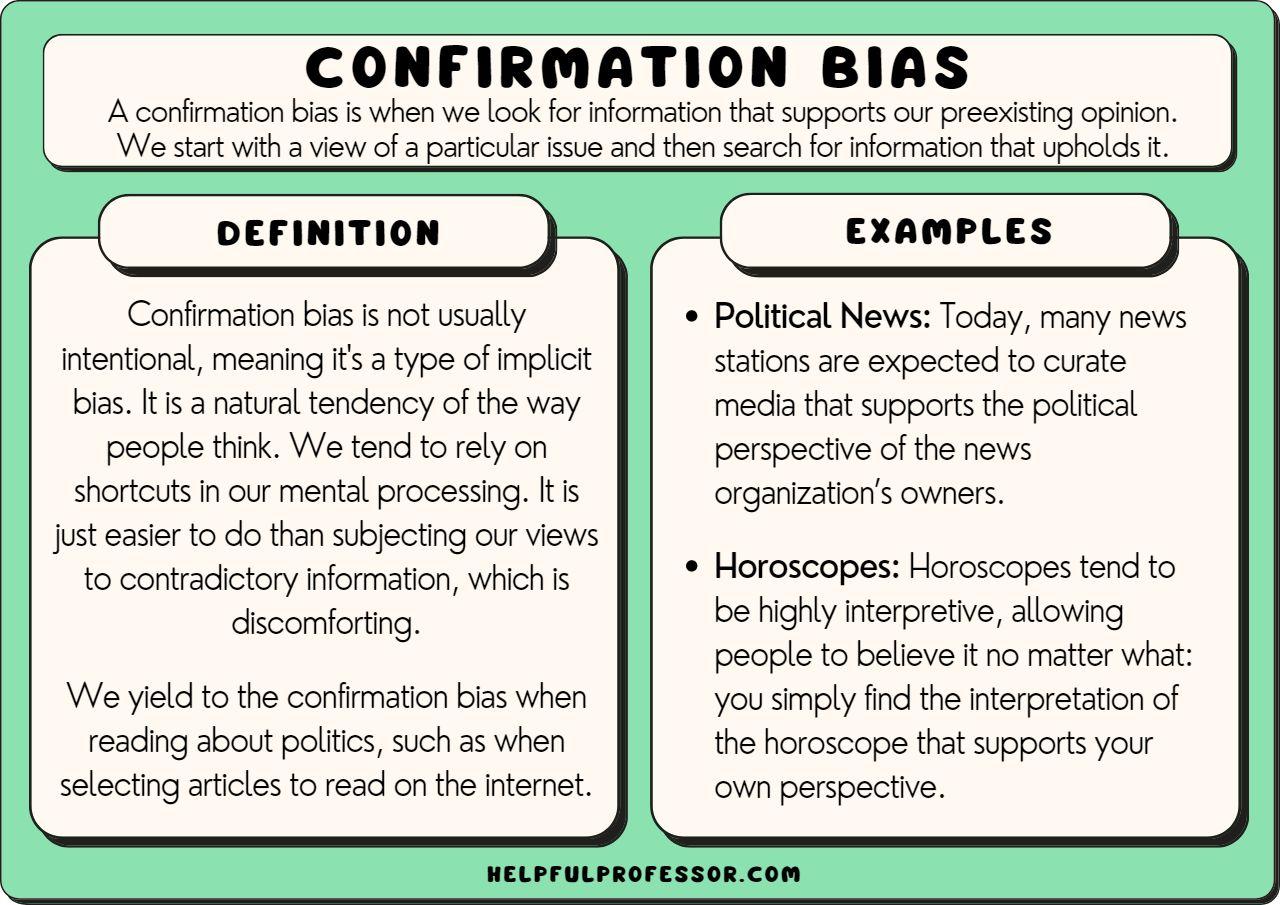 CONFIRMATION BIAS
A confirmation bias is when we look for information that supports our preexisting opinion.
We start with a view of a particular issue and then search for information that upholds it.
DEFINITION
Confirmation bias is not usually
intentional, meaning it's a type of implicit
bias. It is a natural tendency of the way
people think. We tend to rely on
shortcuts in our mental processing. It is
just easier to do than subjecting our views
to contradictory information, which is
discomforting.
We yield to the confirmation bias when
reading about politics, such as when
selecting articles to read on the internet.
EXAMPLES
• Political News: Today, many news
stations are expected to curate
media that supports the political
perspective of the news
organization's owners.
• Horoscopes: Horoscopes tend to
be highly interpretive, allowing
people to believe it no matter what:
you simply find the interpretation of
the horoscope that supports your
own perspective.
HELPFULPROFESSOR.COM